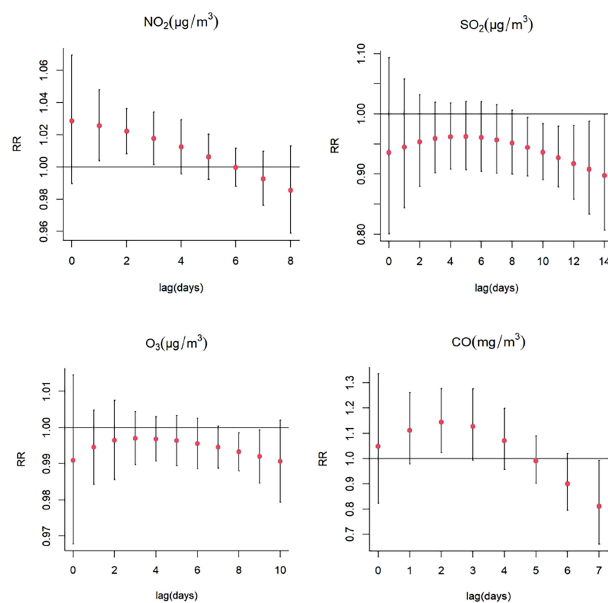 NO₂(µg/m³)
RR
0.96 0.98 1.00 1.02 1.04 1.06
0 2 4 6 8
lag(days)
SO₂(µg/m³)
RR
0.80 0.90 1.00 1.10
0 2 4 6 8 10 12 14
lag(days)
O₃(µg/m³)
RR
0.97 0.98 0.99 1.00 1.01
0 2 4 6 8 10
lag(days)
CO(mg/m³)
RR
0.7 0.8 0.9 1.0 1.1 1.2 1.3
0 1 2 3 4 5 6 7
lag(days)